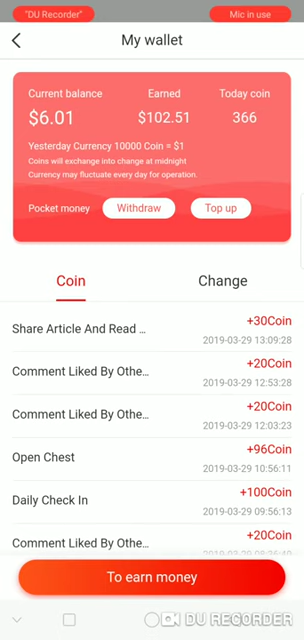 "DU Recorder"
Mic in use
My wallet
Current balance
Earned
Today coin
$6.01
$102.51
366
Yesterday Currency 10000 Coin = $1
Coins will exchange into change at midnight
Currency may fluctuate every day for operation.
Pocket money
Withdraw
Top up
Coin
Change
Share Article And Read ...
+30Coin
2019-03-29 13:09:28
Comment Liked By Othe...
+20Coin
2019-03-29 12:53:28
Comment Liked By Othe...
+20Coin
2019-03-29 12:03:23
Open Chest
+96Coin
2019-03-29 10:56:11
Daily Check In
+100Coin
2019-03-29 09:56:13
Comment Liked By Othe...
+20Coin
To earn money
DU RECORDER